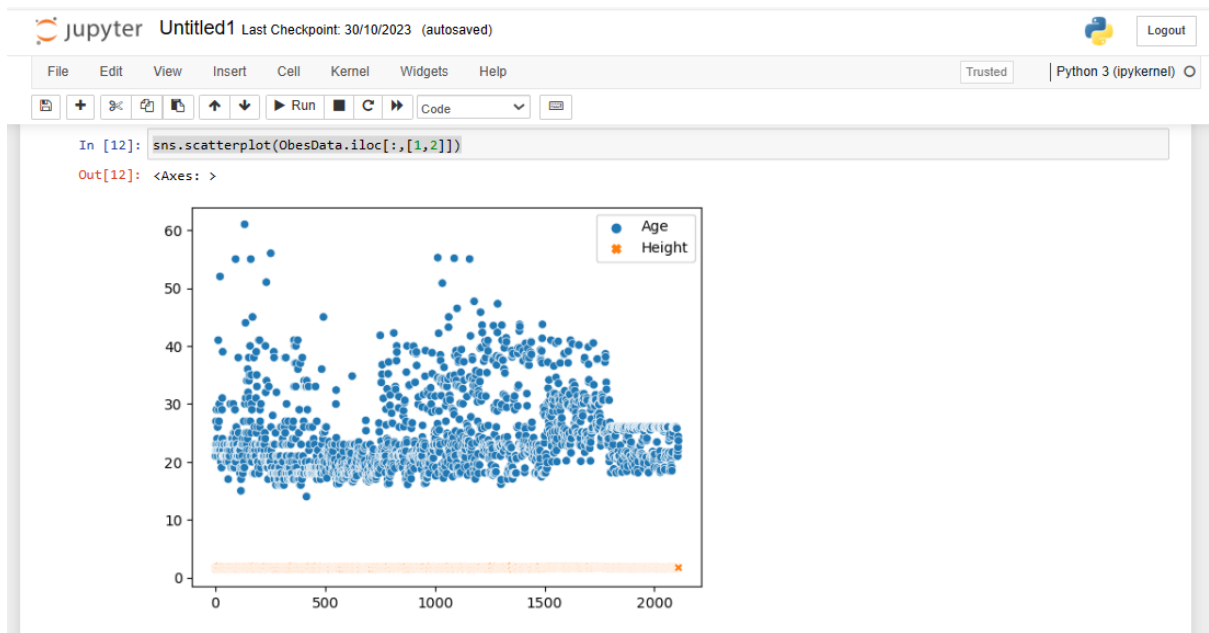 jupyter Untitled1 Last Checkpoint: 30/10/2023 (autosaved) Logout
File Edit View Insert Cell Kernel Widgets Help Trusted Python 3 (ipykernel)
Run Code
In [12]: sns.scatterplot(ObesData.iloc[:,[1,2]])
Out[12]: <Axes: >
Age
Height
60
50
40
30
20
10
0
0 500 1000 1500 2000